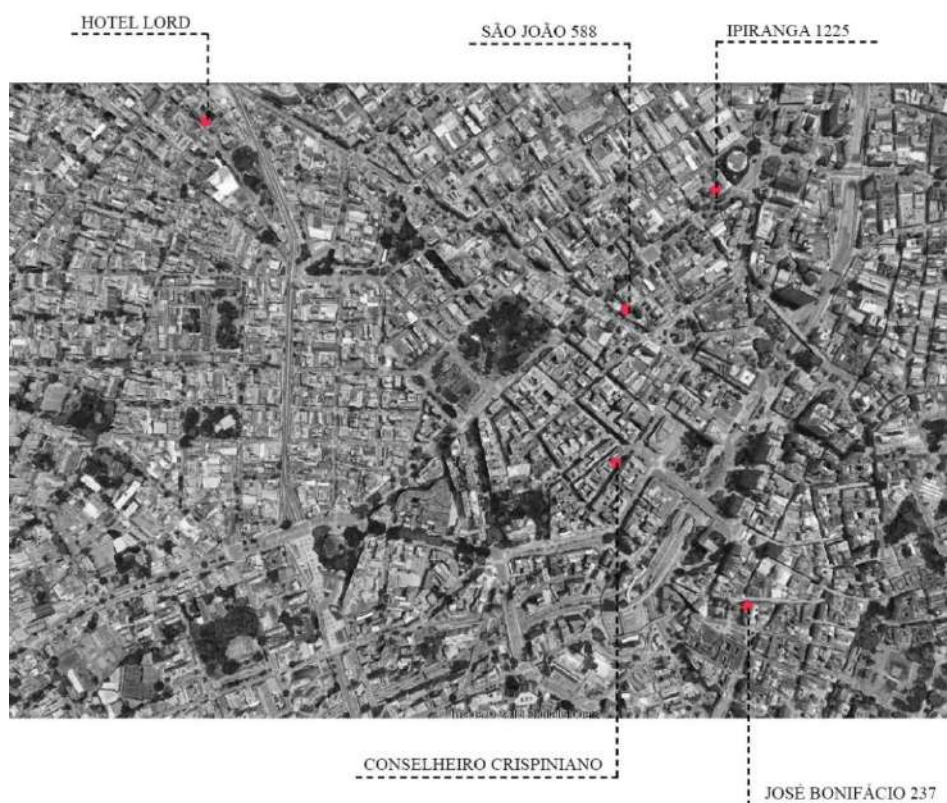 HOTEL LORD
SÃO JOÃO 588
IPIRANGA 1225
CONSELHEIRO CRISPINIANO
JOSÉ BONIFÁCIO 237